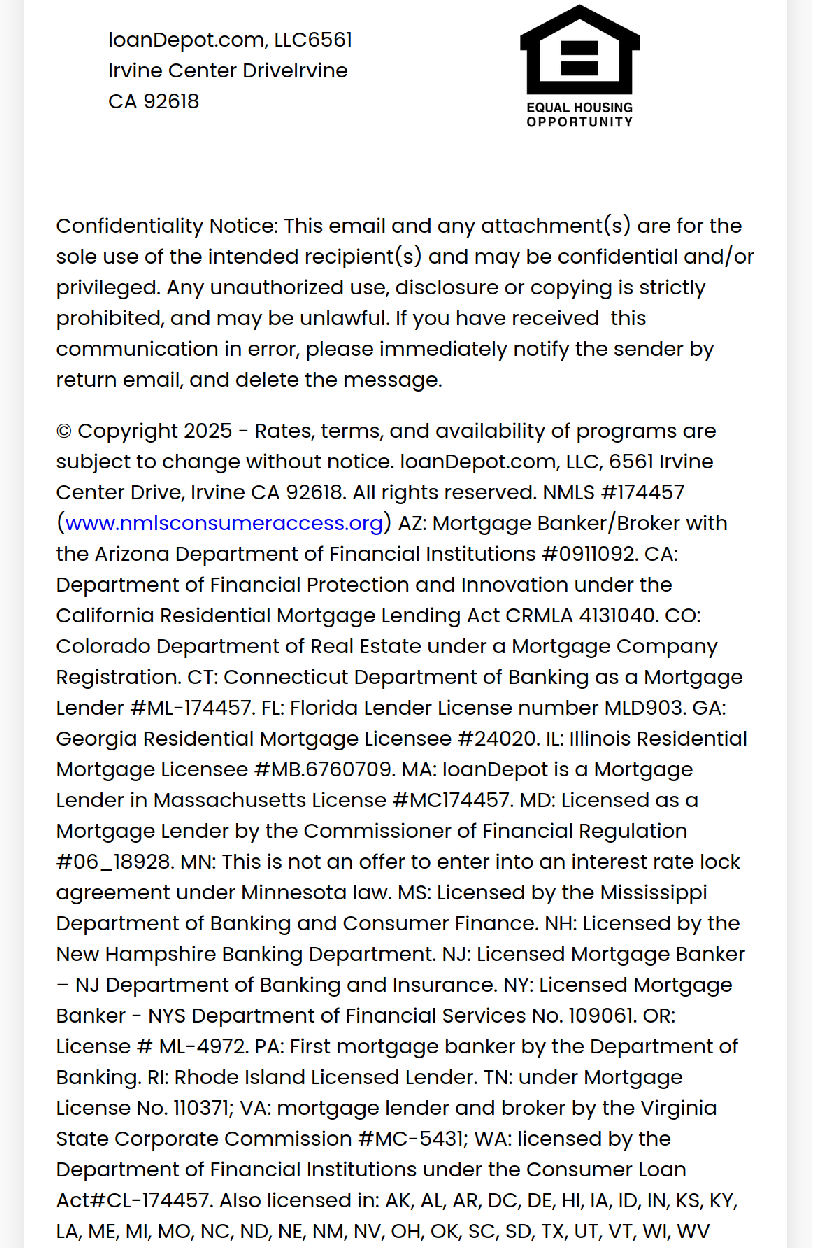 loanDepot.com, LLC6561
Irvine Center DriveIrvine
CA 92618
EQUAL HOUSING
OPPORTUNITY
Confidentiality Notice: This email and any attachment(s) are for the
sole use of the intended recipient(s) and may be confidential and/or
privileged. Any unauthorized use, disclosure or copying is strictly
prohibited, and may be unlawful. If you have received  this
communication in error, please immediately notify the sender by
return email, and delete the message.
© Copyright 2025 - Rates, terms, and availability of programs are
subject to change without notice. loanDepot.com, LLC, 6561 Irvine
Center Drive, Irvine CA 92618. All rights reserved. NMLS #174457
(www.nmlsconsumeraccess.org) AZ: Mortgage Banker/Broker with
the Arizona Department of Financial Institutions #0911092. CA:
Department of Financial Protection and Innovation under the
California Residential Mortgage Lending Act CRMLA 4131040. CO:
Colorado Department of Real Estate under a Mortgage Company
Registration. CT: Connecticut Department of Banking as a Mortgage
Lender #ML-174457. FL: Florida Lender License number MLD903. GA:
Georgia Residential Mortgage Licensee #24020. IL: Illinois Residential
Mortgage Licensee #MB.6760709. MA: loanDepot is a Mortgage
Lender in Massachusetts License #MC174457. MD: Licensed as a
Mortgage Lender by the Commissioner of Financial Regulation
#06_18928. MN: This is not an offer to enter into an interest rate lock
agreement under Minnesota law. MS: Licensed by the Mississippi
Department of Banking and Consumer Finance. NH: Licensed by the
New Hampshire Banking Department. NJ: Licensed Mortgage Banker
– NJ Department of Banking and Insurance. NY: Licensed Mortgage
Banker - NYS Department of Financial Services No. 109061. OR:
License # ML-4972. PA: First mortgage banker by the Department of
Banking. RI: Rhode Island Licensed Lender. TN: under Mortgage
License No. 110371; VA: mortgage lender and broker by the Virginia
State Corporate Commission #MC-5431; WA: licensed by the
Department of Financial Institutions under the Consumer Loan
Act#CL-174457. Also licensed in: AK, AL, AR, DC, DE, HI, IA, ID, IN, KS, KY,
LA, ME, MI, MO, NC, ND, NE, NM, NV, OH, OK, SC, SD, TX, UT, VT, WI, WV